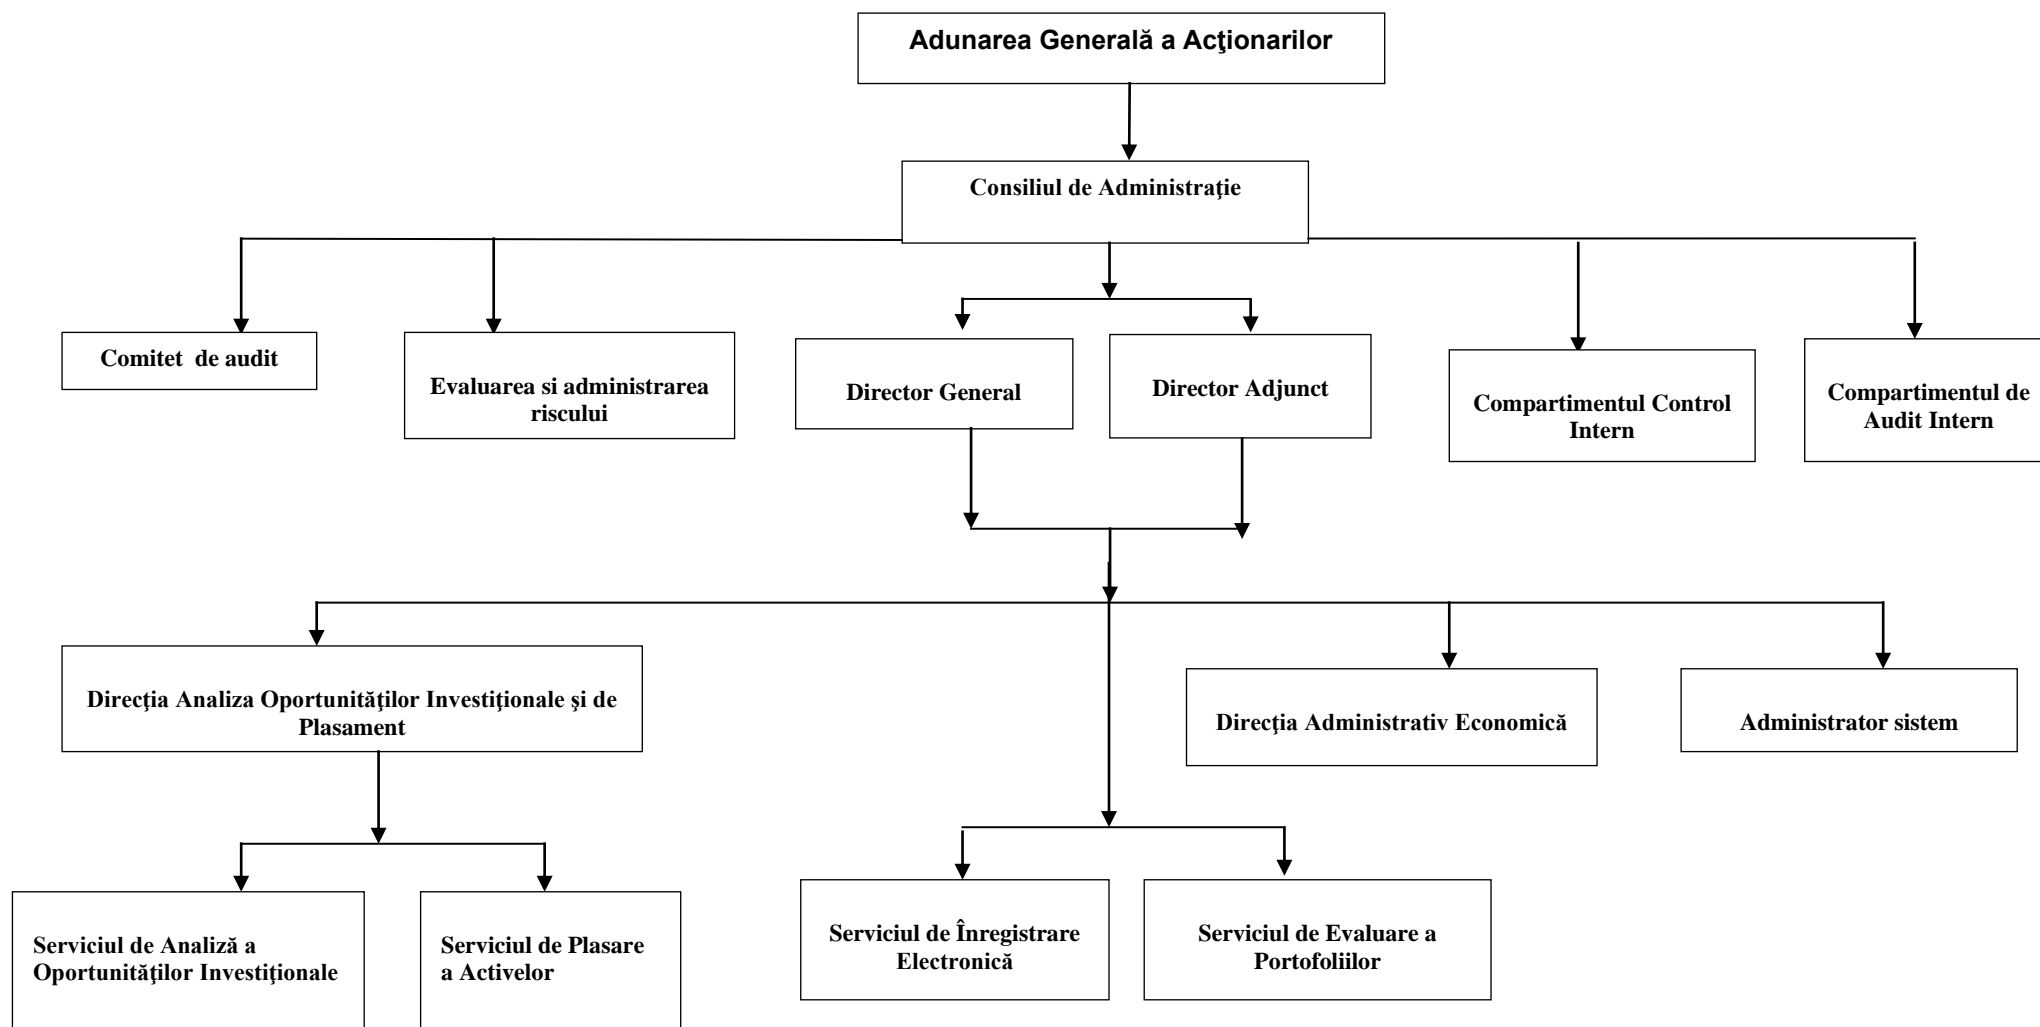 Adunarea Generală a Acţionarilor
Consiliul de Administraţie
Comitet de audit
Evaluarea si administrarea
riscului
Director General
Director Adjunct
Compartimentul Control
Intern
Compartimentul de
Audit Intern
Direcţia Analiza Oportunităţilor Investiţionale şi de
Plasament
Direcţia Administrativ Economică
Administrator sistem
Serviciul de Analiză a
Oportunităţilor Investiţionale
Serviciul de Plasare
a Activelor
Serviciul de Înregistrare
Electronică
Serviciul de Evaluare a
Portofoliilor